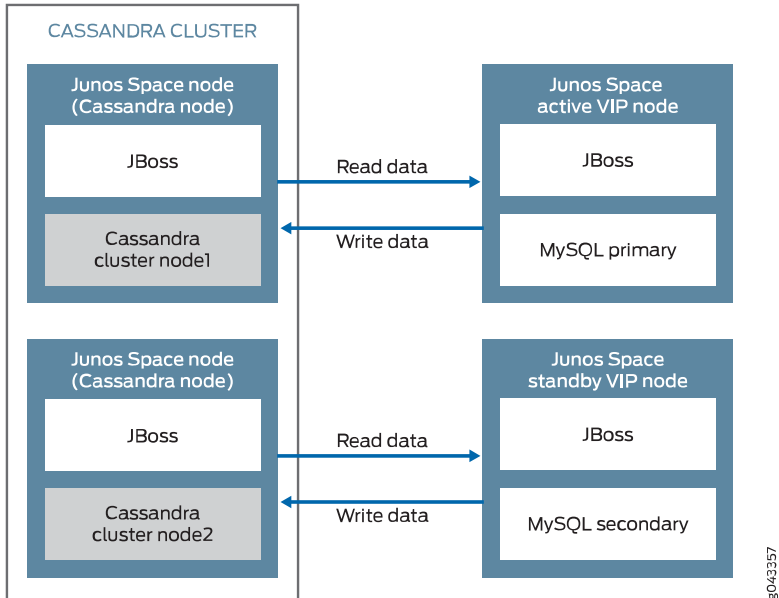 CASSANDRA CLUSTER
Junos Space node
(Cassandra node)
JBoss
Cassandra
cluster node1
Read data
Write data
Junos Space
active VIP node
JBoss
MySQL primary
Junos Space node
(Cassandra node)
JBoss
Cassandra
cluster node2
Read data
Write data
Junos Space
standby VIP node
JBoss
MySQL secondary
g043357